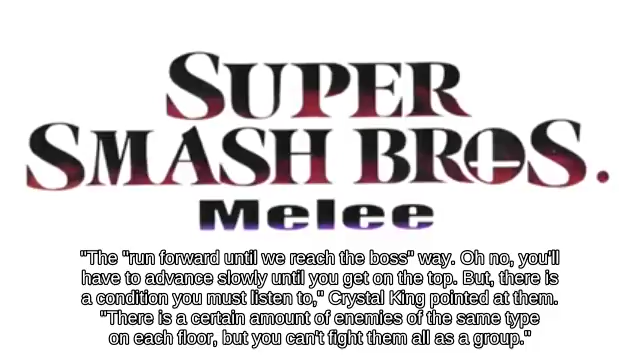 SUPER
SMASH BROS.
Melee
"The "run forward until we reach the boss" way. Oh no, you'll
have to advance slowly until you get on the top. But, there is
a condition you must listen to," Crystal King pointed at them.
"There is a certain amount of enemies of the same type
on each floor, but you can't fight them all as a group."